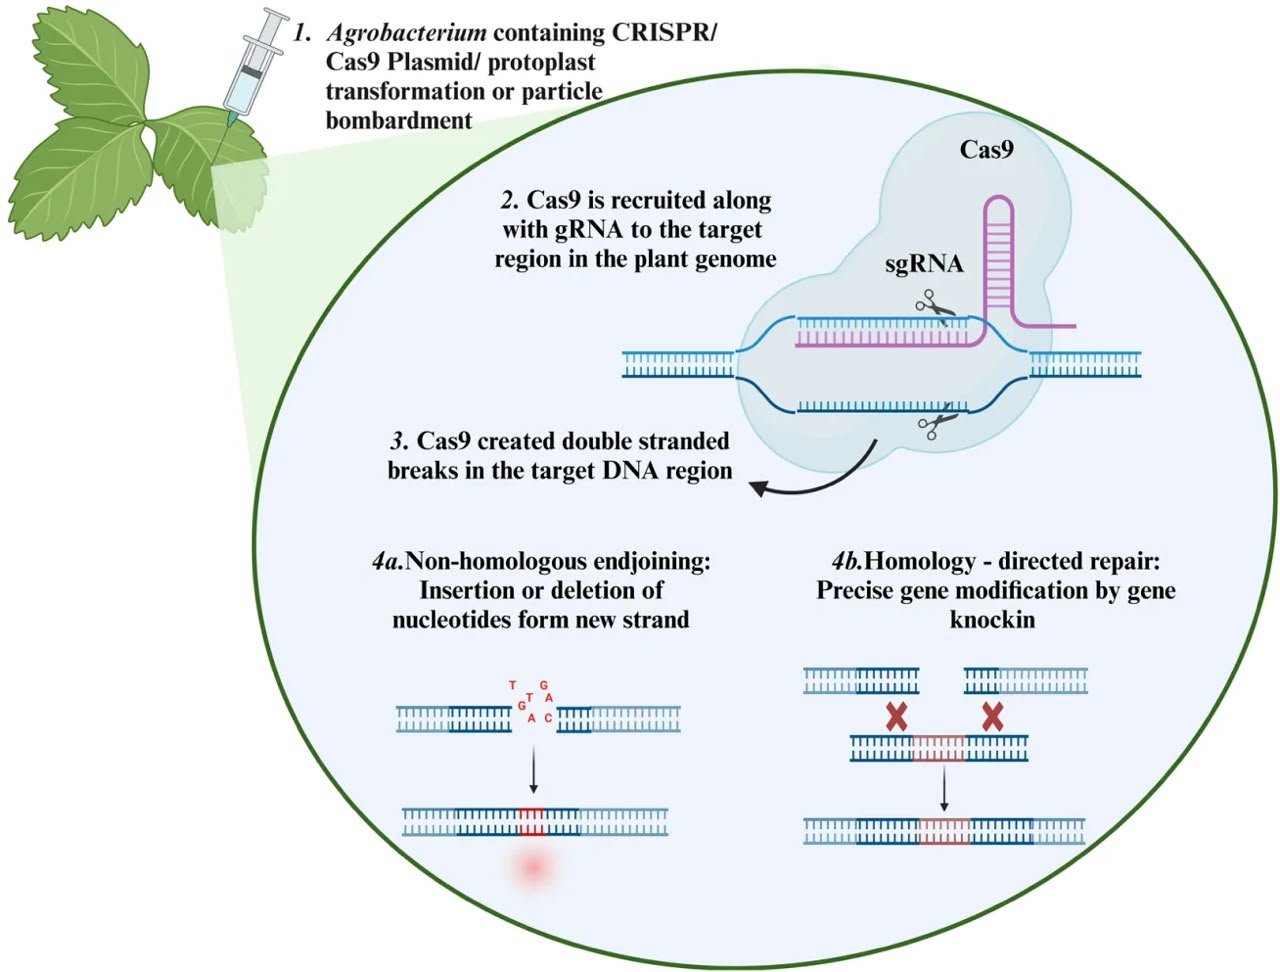 1. Agrobacterium containing CRISPR/
Cas9 Plasmid/ protoplast
transformation or particle
bombardment
Cas9
2. Cas9 is recruited along
with gRNA to the target
region in the plant genome
sgRNA
3. Cas9 created double stranded
breaks in the target DNA region
4a.Non-homologous endjoining:
Insertion or deletion of
nucleotides form new strand
4b.Homology - directed repair:
Precise gene modification by gene
knockin
T G
T A
G
A C